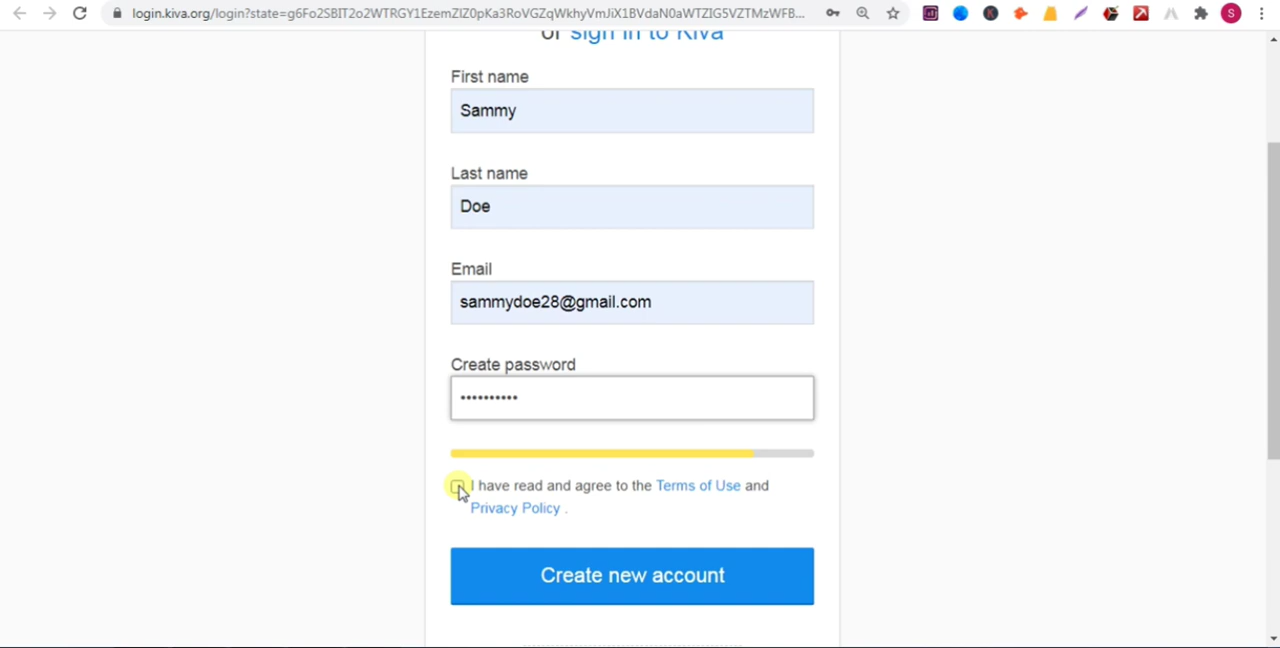 login.kiva.org/login?state=g6Fo2SBIT2o2WTRGY1EzemZlZ0pKa3RoVGZqWkhyVmJiX1BVdaN0aWTZIG5VZTMzWFB...
S
or sign in to Kiva
First name
Sammy
Last name
Doe
Email
sammydoe28@gmail.com
Create password
••••••••••
I have read and agree to the Terms of Use and
Privacy Policy .
Create new account